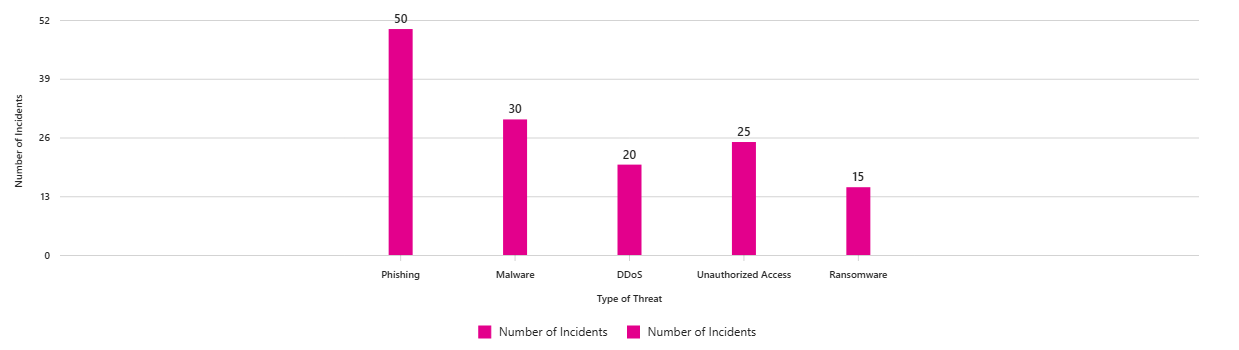 50
52
30
39
25
Number of Incidents
26
20
15
13
0
Phishing Malware DDoS Unauthorized Access Ransomware
Type of Threat
Number of Incidents Number of Incidents